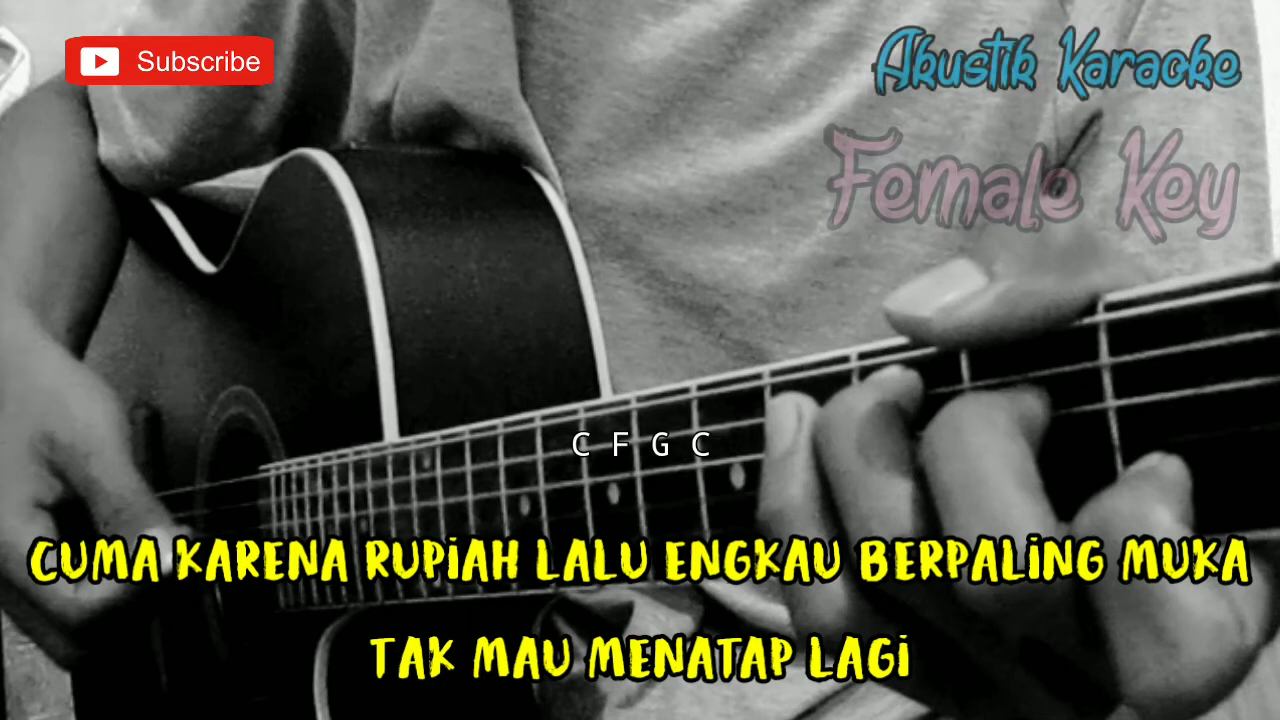 Subscribe
Akustik Karaoke
Female Key
C F G C
CUMA KARENA RUPiAH LALU ENGKAU BERPALiNG MUKA
TAK MAU MENATAP LAGi